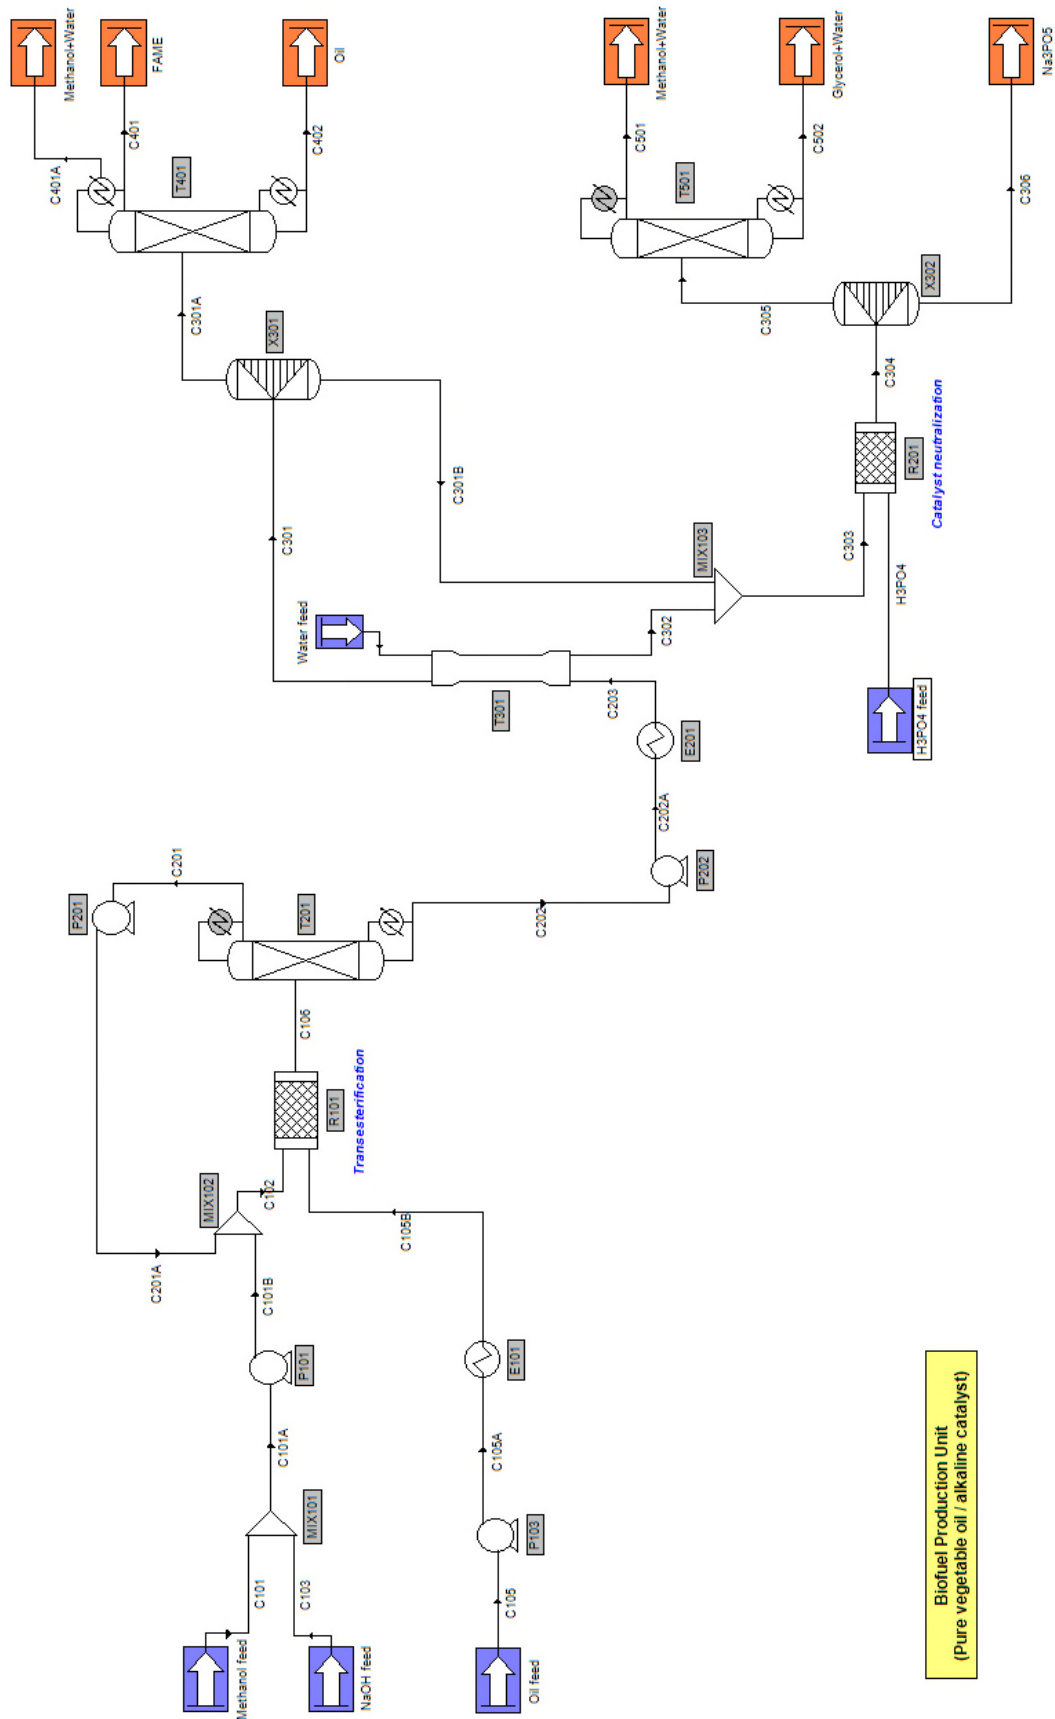 Methanol feed
NaOH feed
Oil feed
C101
C103
MIX101
C101A
P101
C101B
C201A
MIX102
C102
C105
P103
C105A
E101
C105B
R101
Transesterification
C106
T201
C201
P201
C202
P202
C202A
E201
C203
T301
Water feed
C301
C302
X301
C301A
C301B
MIX103
T401
C401A
C401
C402
Methanol+Water
FAME
Oil
H3PO4 feed
H3PO4
C303
R201
Catalyst neutralization
C304
X302
C305
C306
T501
C501
C502
Methanol+Water
Glycerol+Water
Na3PO5
Biofuel Production Unit
(Pure vegetable oil / alkaline catalyst)